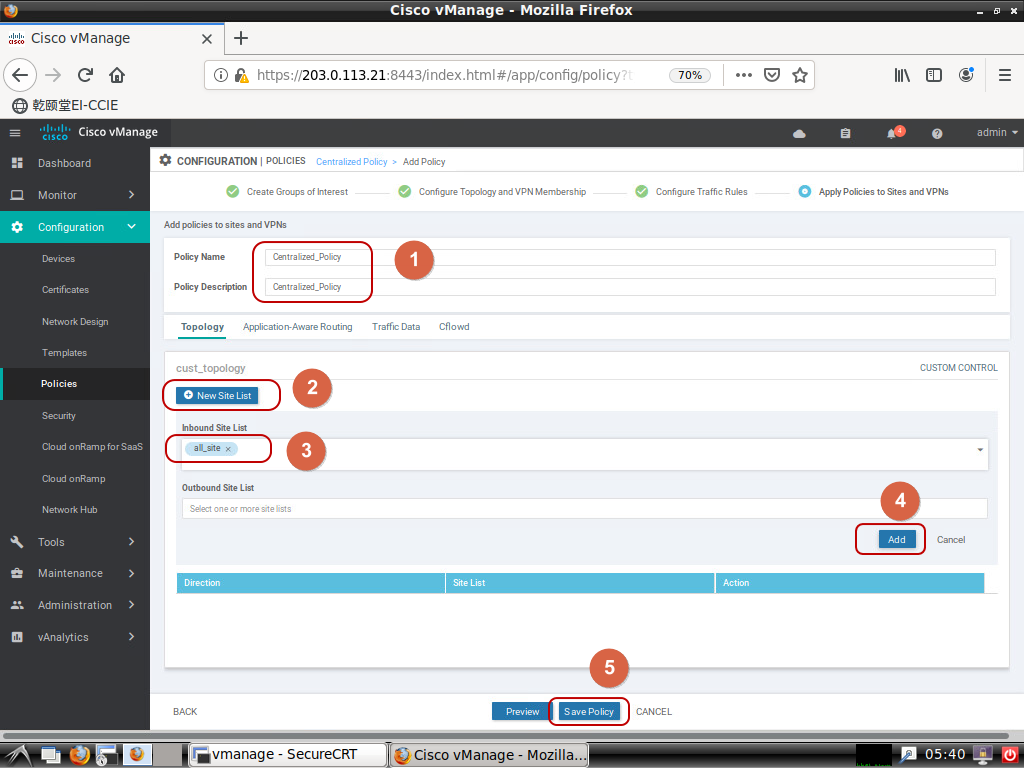 Cisco vManage - Mozilla Firefox
Cisco vManage
https://203.0.113.21:8443/index.html#/app/config/policy?t
70%
乾颐堂EI-CCIE
cisco
Cisco vManage
4
admin
Dashboard
Monitor
Configuration
Devices
Certificates
Network Design
Templates
Policies
Security
Cloud onRamp for SaaS
Cloud onRamp
Network Hub
Tools
Maintenance
Administration
vAnalytics
CONFIGURATION | POLICIES Centralized Policy > Add Policy
Create Groups of Interest Configure Topology and VPN Membership Configure Traffic Rules Apply Policies to Sites and VPNs
Add policies to sites and VPNs
Policy Name Centralized_Policy
1
Policy Description Centralized_Policy
Topology Application-Aware Routing Traffic Data Cflowd
cust_topology CUSTOM CONTROL
New Site List
2
Inbound Site List
all_site ×
3
Outbound Site List
Select one or more site lists
4
Add Cancel
Direction Site List Action
5
BACK Preview Save Policy CANCEL
vmanage - SecureCRT Cisco vManage - Mozilla... 05:40